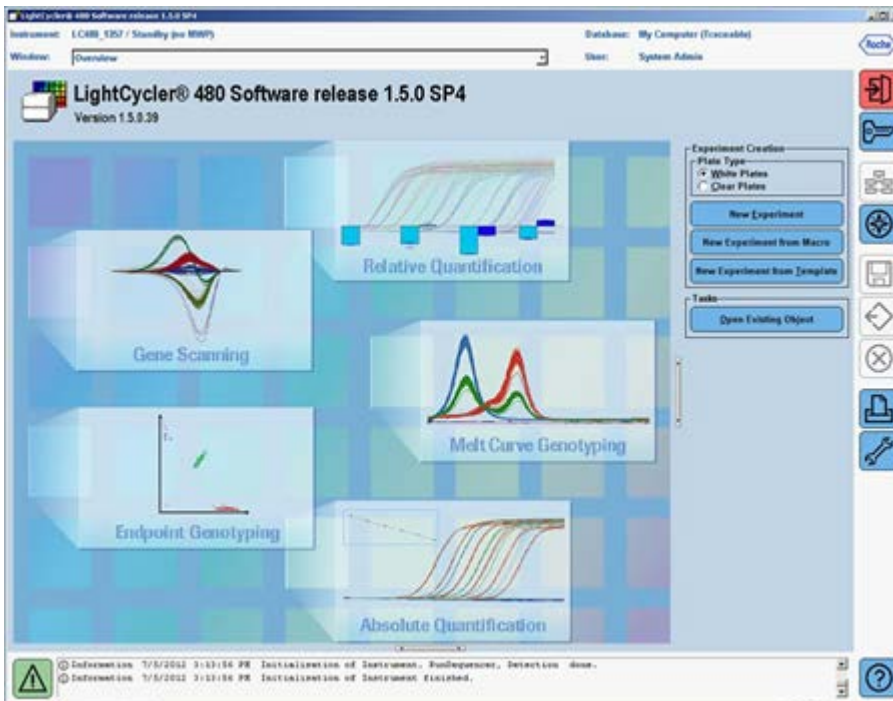 LightCycler® 480 Software release 1.5.0 SP4
Instrument: LC480_1357 / Standby (no MWP)
Database: My Computer (Traceable)
Window: Overview
User: System Admin
Roche
LightCycler® 480 Software release 1.5.0 SP4
Version 1.5.0.39
Experiment Creation
Plate Type
White Plates
Clear Plates
New Experiment
New Experiment from Macro
New Experiment from Template
Tasks
Open Existing Object
Relative Quantification
Gene Scanning
Melt Curve Genotyping
Endpoint Genotyping
Absolute Quantification
Information 7/5/2012 3:13:56 PM Initialisation of Instrument, RunSequencer, Detection done.
Information 7/5/2012 3:13:56 PM Initialisation of Instrument finished.